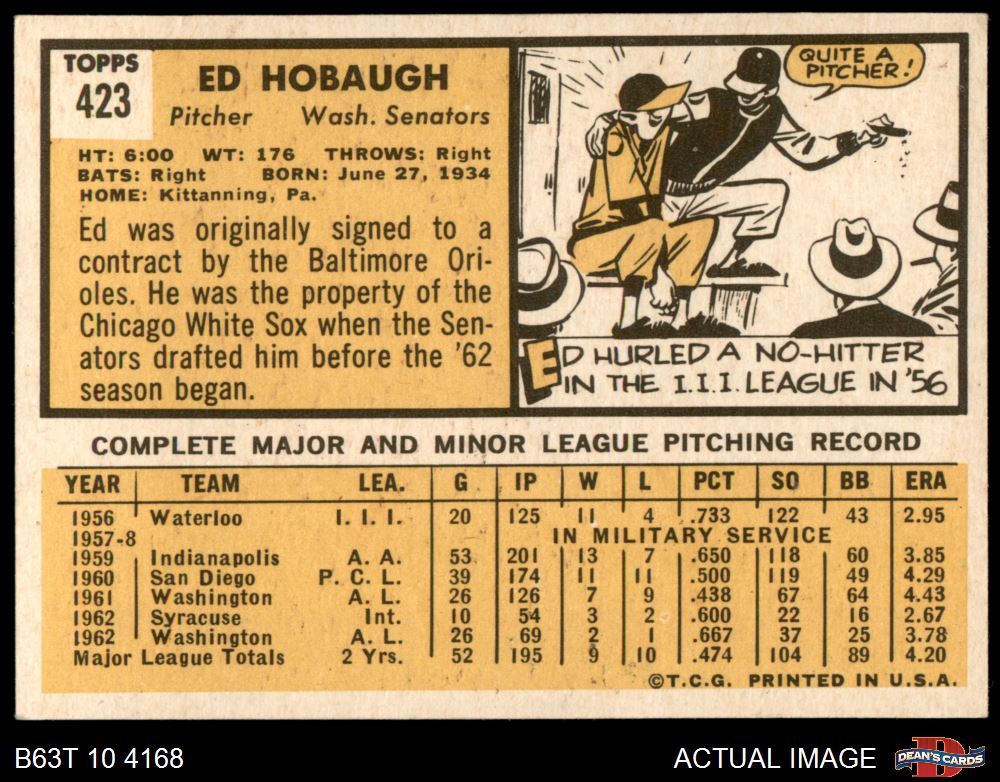 TOPPS
423
ED HOBAUGH
Pitcher Wash. Senators
HT: 6:00 WT: 176 THROWS: Right
BATS: Right BORN: June 27, 1934
HOME: Kittanning, Pa.
Ed was originally signed to a
contract by the Baltimore Ori-
oles. He was the property of the
Chicago White Sox when the Sen-
ators drafted him before the '62
season began.
QUITE A
PITCHER!
ED HURLED A NO-HITTER
IN THE I.I.I. LEAGUE IN '56
COMPLETE MAJOR AND MINOR LEAGUE PITCHING RECORD
YEAR TEAM LEA. G IP W L PCT SO BB ERA
1956 Waterloo I. I. I. 20 125 11 4 .733 122 43 2.95
1957-8 IN MILITARY SERVICE
1959 Indianapolis A. A. 53 201 13 7 .650 118 60 3.85
1960 San Diego P. C. L. 39 174 11 11 .500 119 49 4.29
1961 Washington A. L. 26 126 7 9 .438 67 64 4.43
1962 Syracuse Int. 10 54 3 2 .600 22 16 2.67
1962 Washington A. L. 26 69 2 1 .667 37 25 3.78
Major League Totals 2 Yrs. 52 195 9 10 .474 104 89 4.20
©T.C.G. PRINTED IN U.S.A.
B63T 10 4168
ACTUAL IMAGE
D
DEAN'S CARDS